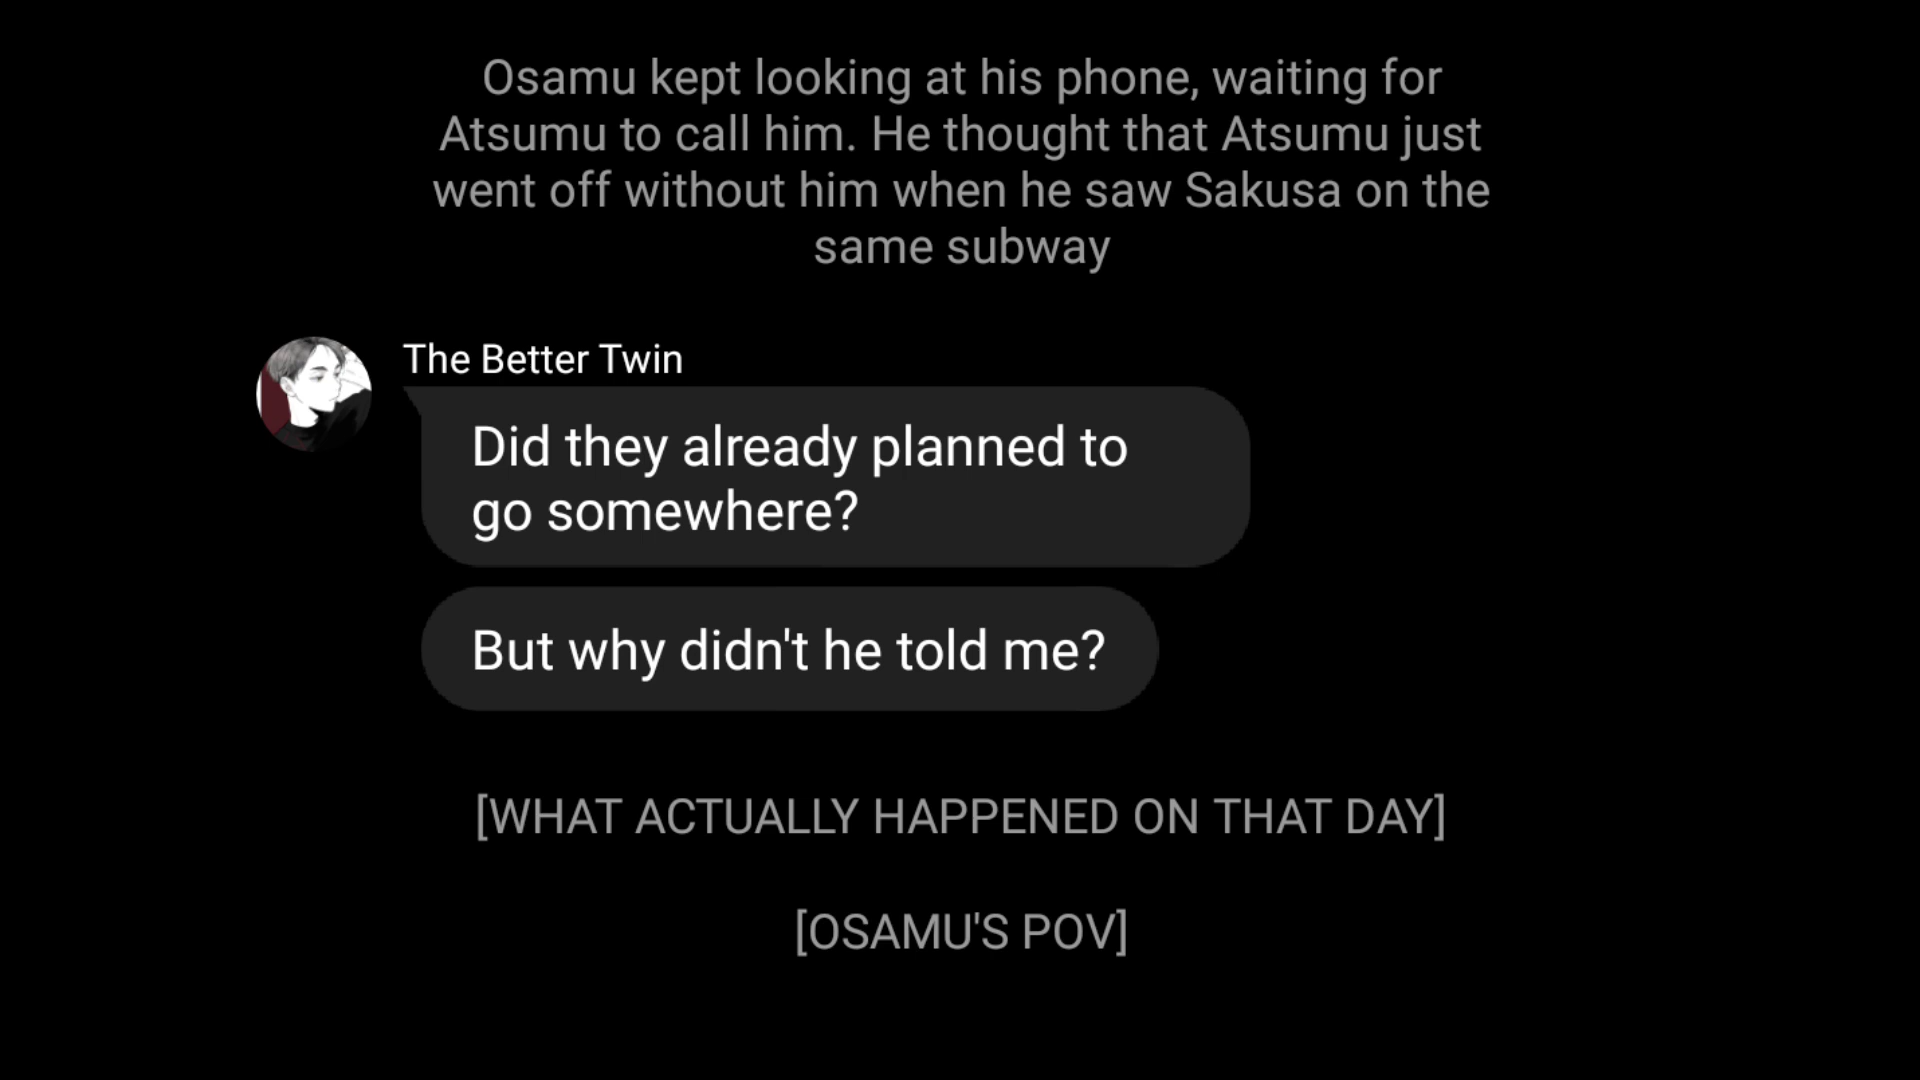 Osamu kept looking at his phone, waiting for
Atsumu to call him. He thought that Atsumu just
went off without him when he saw Sakusa on the
same subway
The Better Twin
Did they already planned to
go somewhere?
But why didn't he told me?
[WHAT ACTUALLY HAPPENED ON THAT DAY]
[OSAMU'S POV]